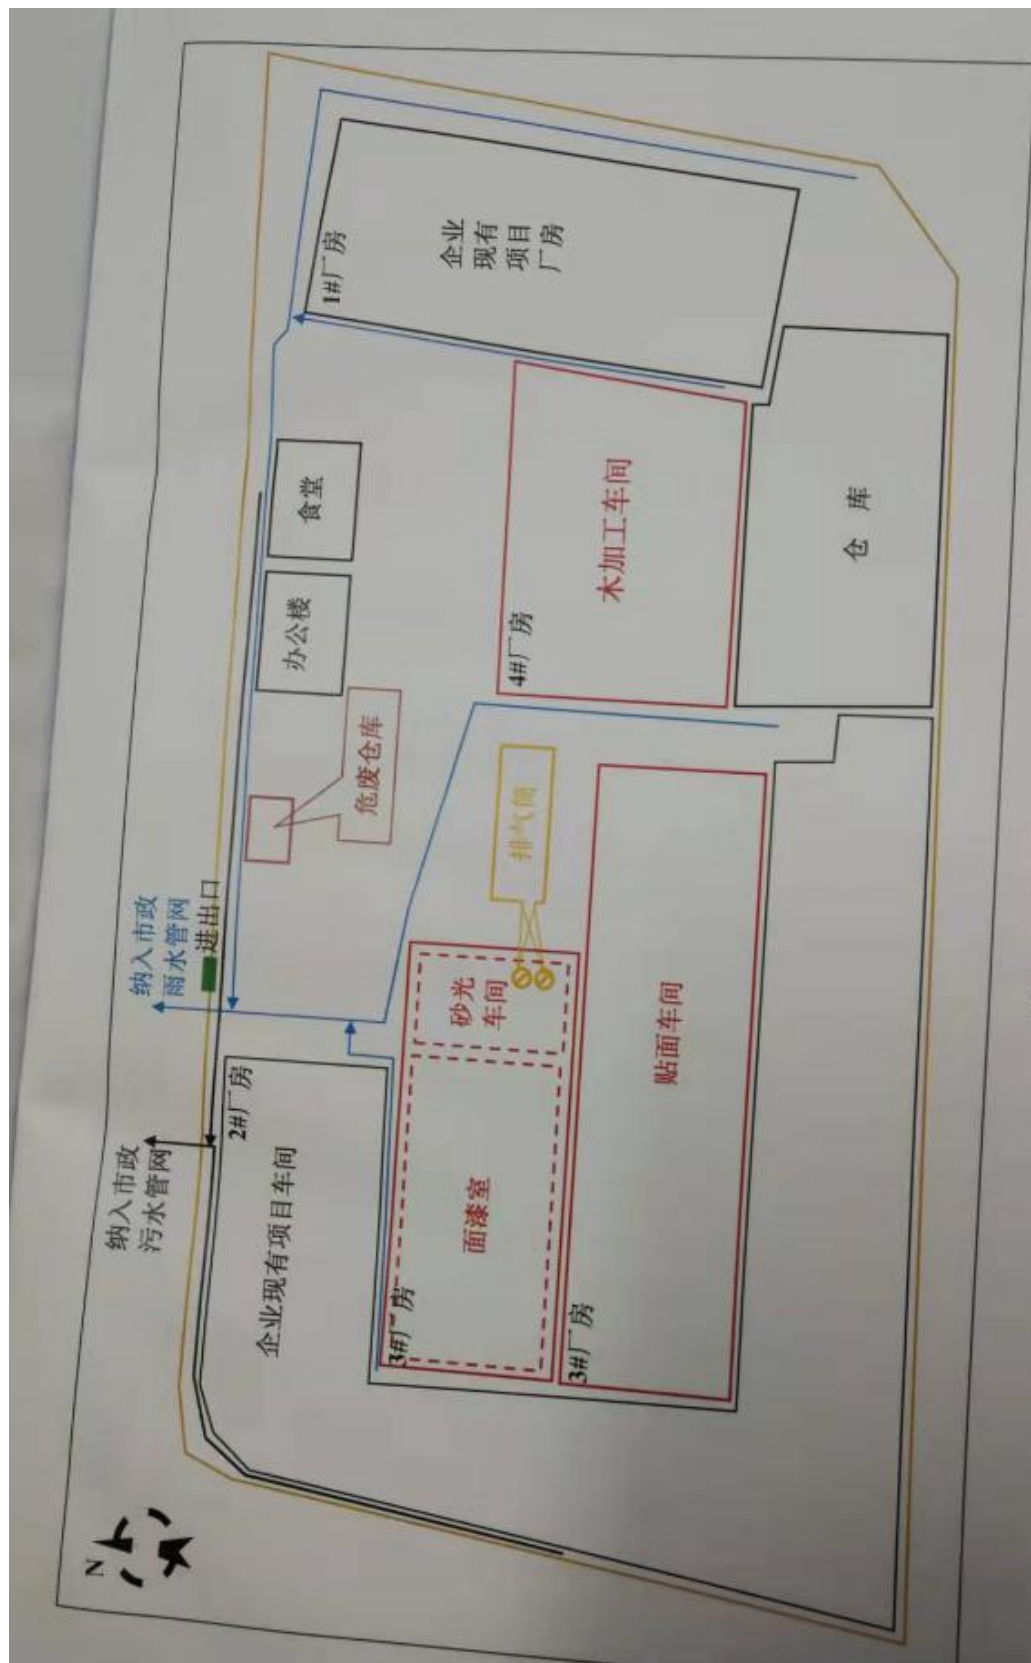 纳入市政
污水管网
纳入市政
雨水管网
进出口
N
2#厂房
企业现有项目车间
危废仓库
办公楼
食堂
1#厂房
企业
现有
项目
厂房
3#厂房
面漆室
砂光
车间
排气筒
4#厂房
木加工车间
3#厂房
贴面车间
仓 库